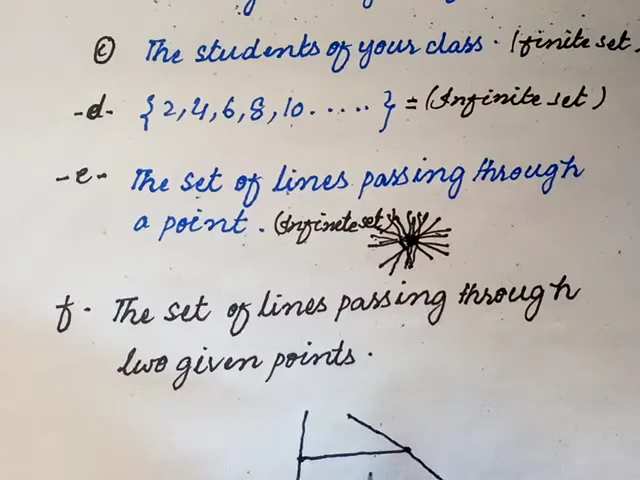 © The students of your class. (finite set.
-d- {2,4,6,8,10.....} = (Infinite set)
-e- The set of lines passing through
a point. (Infinite set)
f. The set of lines passing through
two given points.